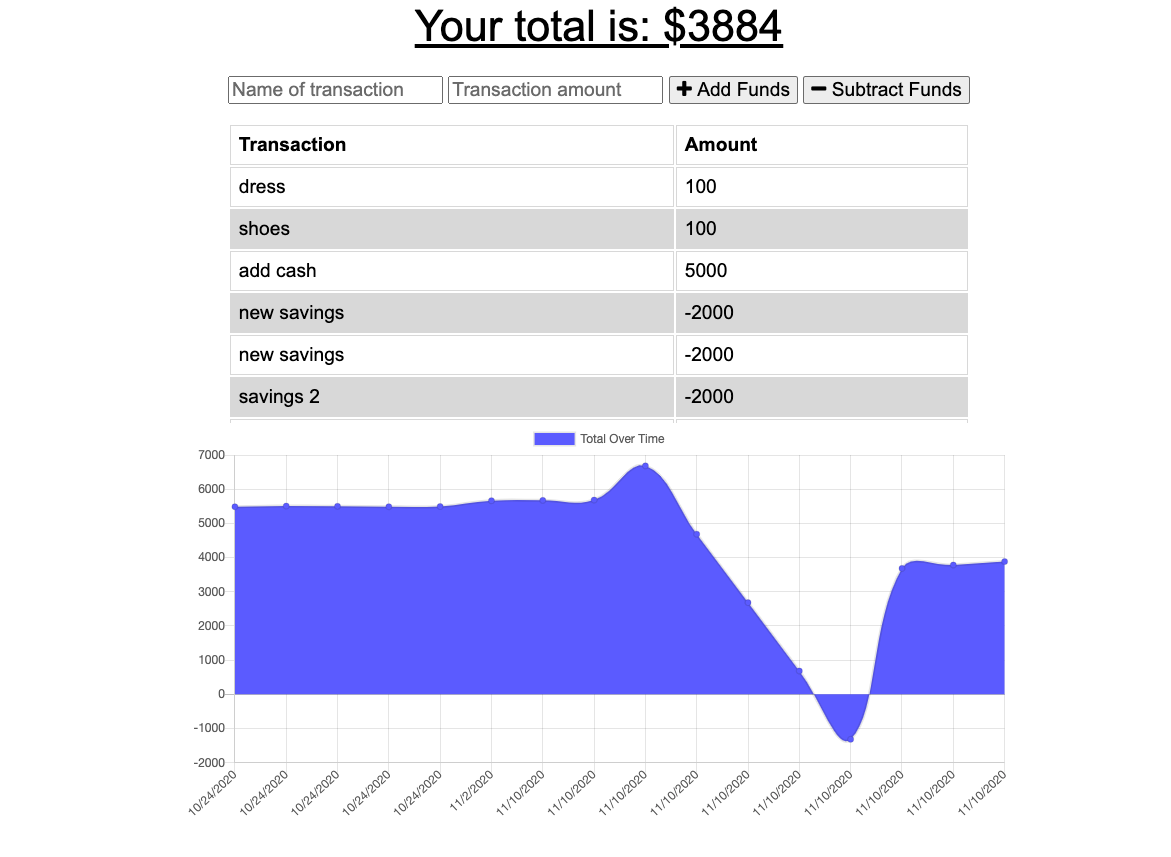 Your total is: $3884
Name of transaction Transaction amount + Add Funds − Subtract Funds
Transaction Amount
dress 100
shoes 100
add cash 5000
new savings -2000
new savings -2000
savings 2 -2000
Total Over Time
7000
6000
5000
4000
3000
2000
1000
0
-1000
-2000
10/24/2020 10/24/2020 10/24/2020 10/24/2020 10/24/2020 11/2/2020 11/10/2020 11/10/2020 11/10/2020 11/10/2020 11/10/2020 11/10/2020 11/10/2020 11/10/2020 11/10/2020 11/10/2020